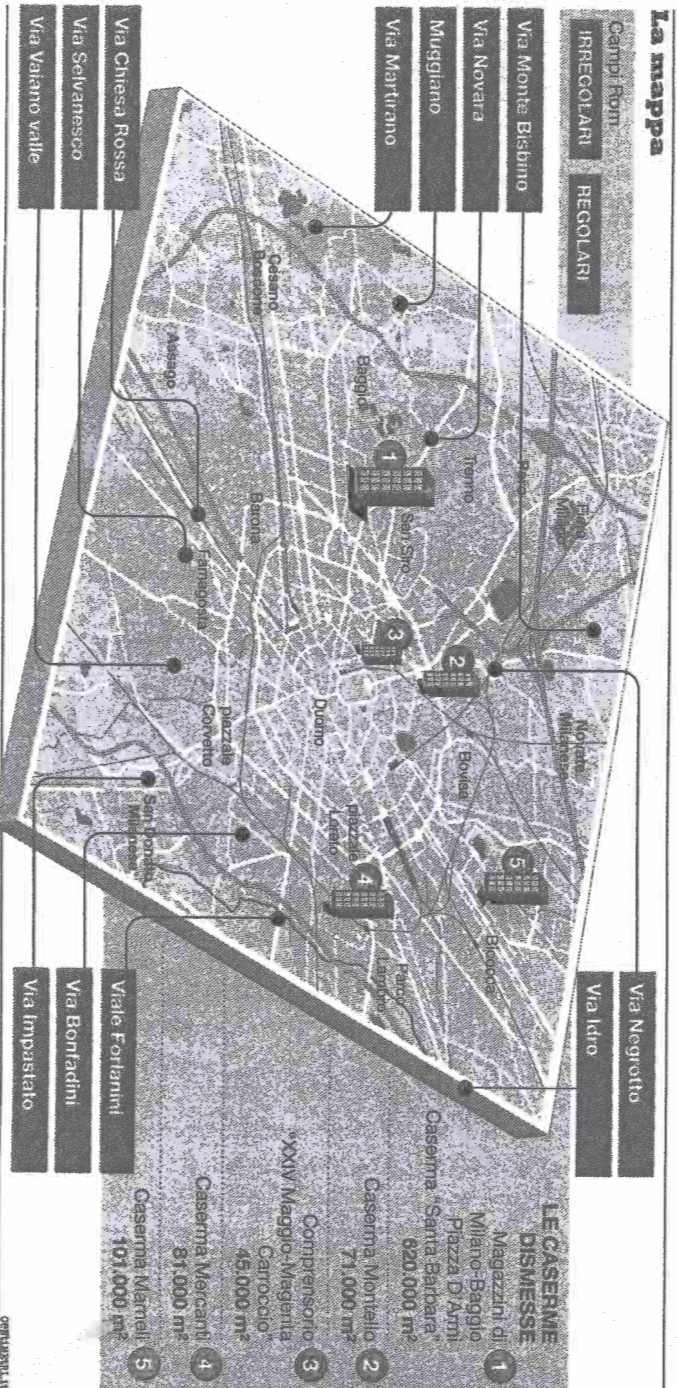 La mappa
Campi Rom
IRREGOLARI
REGOLARI
Via Monte Bisbino
Via Novara
Muggiano
Via Martirano
Via Chiesa Rossa
Via Selvanesco
Via Vaiano valle
Via Negrotto
Via Idro
Viale Forlanini
Via Bonfadini
Via Impastato
Novate
Milanese
Bovisa
Bicocca
Trenno
San Siro
Baggio
Cesano
Boscone
Assago
Barona
Famagosta
Duomo
piazzale
Loreto
piazzale
Corvetto
Parco
Lambro
San Donato
Milanese
1
2
3
4
5
LE CASERME
DISMESSE
Magazzini di
Milano-Baggio
Piazza D'Armi
Caserma "Santa Barbara
620.000 m²
1
Caserma Montello
71.000 m²
2
Comprensorio
"XXIV Maggio-Magenta
Carroccio"
45.000 m²
3
Caserma Mercanti
81.000 m²
4
Caserma Mameli
101.000 m²
5